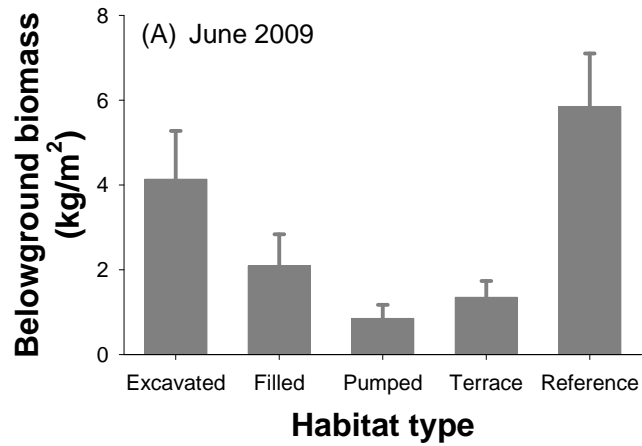 (A) June 2009
Belowground biomass
(kg/m²)
8
6
4
2
0
Excavated Filled Pumped Terrace Reference
Habitat type